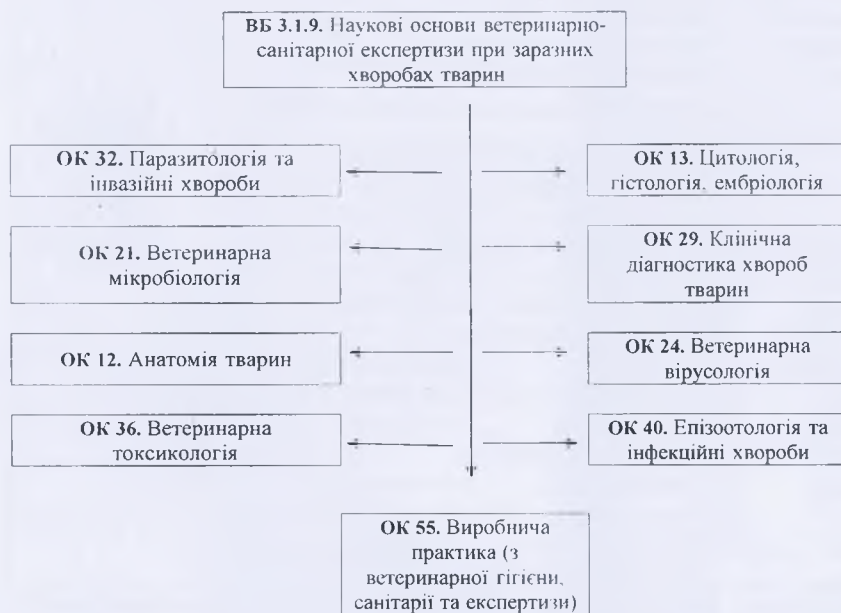 ВБ 3.1.9. Наукові основи ветеринарно-
санітарної експертизи при заразних
хворобах тварин
ОК 32. Паразитологія та
інвазійні хвороби
ОК 13. Цитологія,
гістологія, ембріологія
ОК 21. Ветеринарна
мікробіологія
ОК 29. Клінічна
діагностика хвороб
тварин
ОК 12. Анатомія тварин
ОК 24. Ветеринарна
вірусологія
ОК 36. Ветеринарна
токсикологія
ОК 40. Епізоотологія та
інфекційні хвороби
ОК 55. Виробнича
практика (з
ветеринарної гігієни,
санітарії та експертизи)